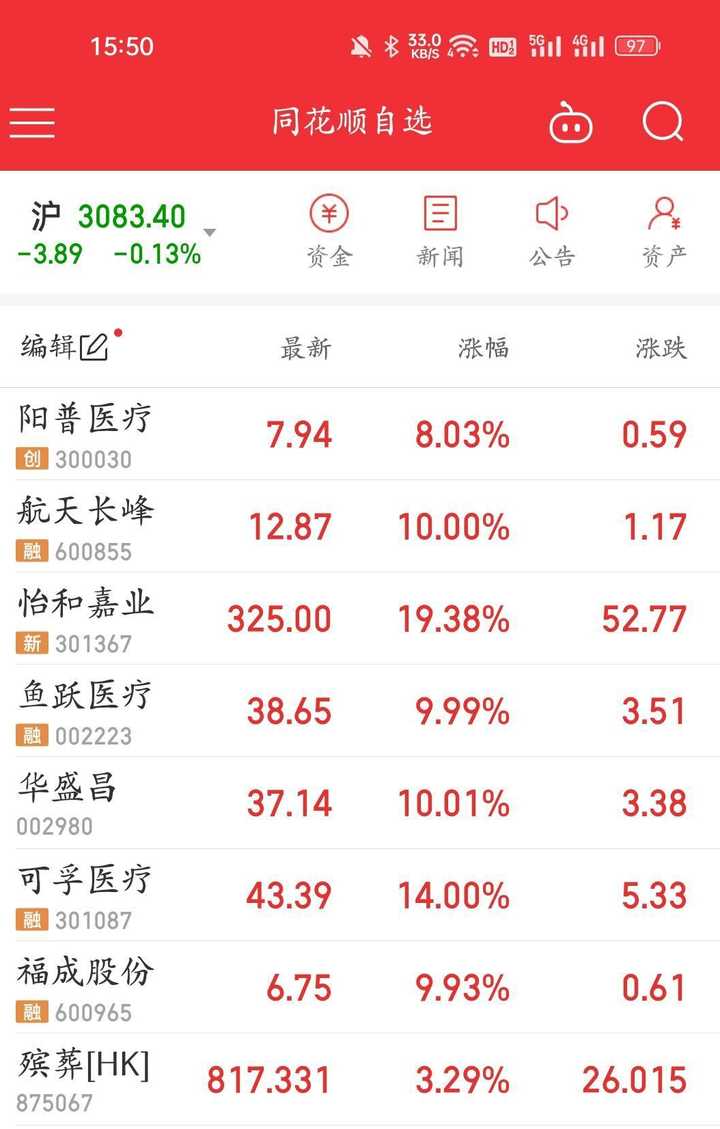 15:50 33.0 KB/S 4 HD1 2 5G 4G 97
同花顺自选
沪 3083.40
-3.89 -0.13%
资金 新闻 公告 资产
编辑 最新 涨幅 涨跌
阳普医疗 7.94 8.03% 0.59
创 300030
航天长峰 12.87 10.00% 1.17
融 600855
怡和嘉业 325.00 19.38% 52.77
新 301367
鱼跃医疗 38.65 9.99% 3.51
融 002223
华盛昌 37.14 10.01% 3.38
002980
可孚医疗 43.39 14.00% 5.33
融 301087
福成股份 6.75 9.93% 0.61
融 600965
殡葬[HK] 817.331 3.29% 26.015
875067